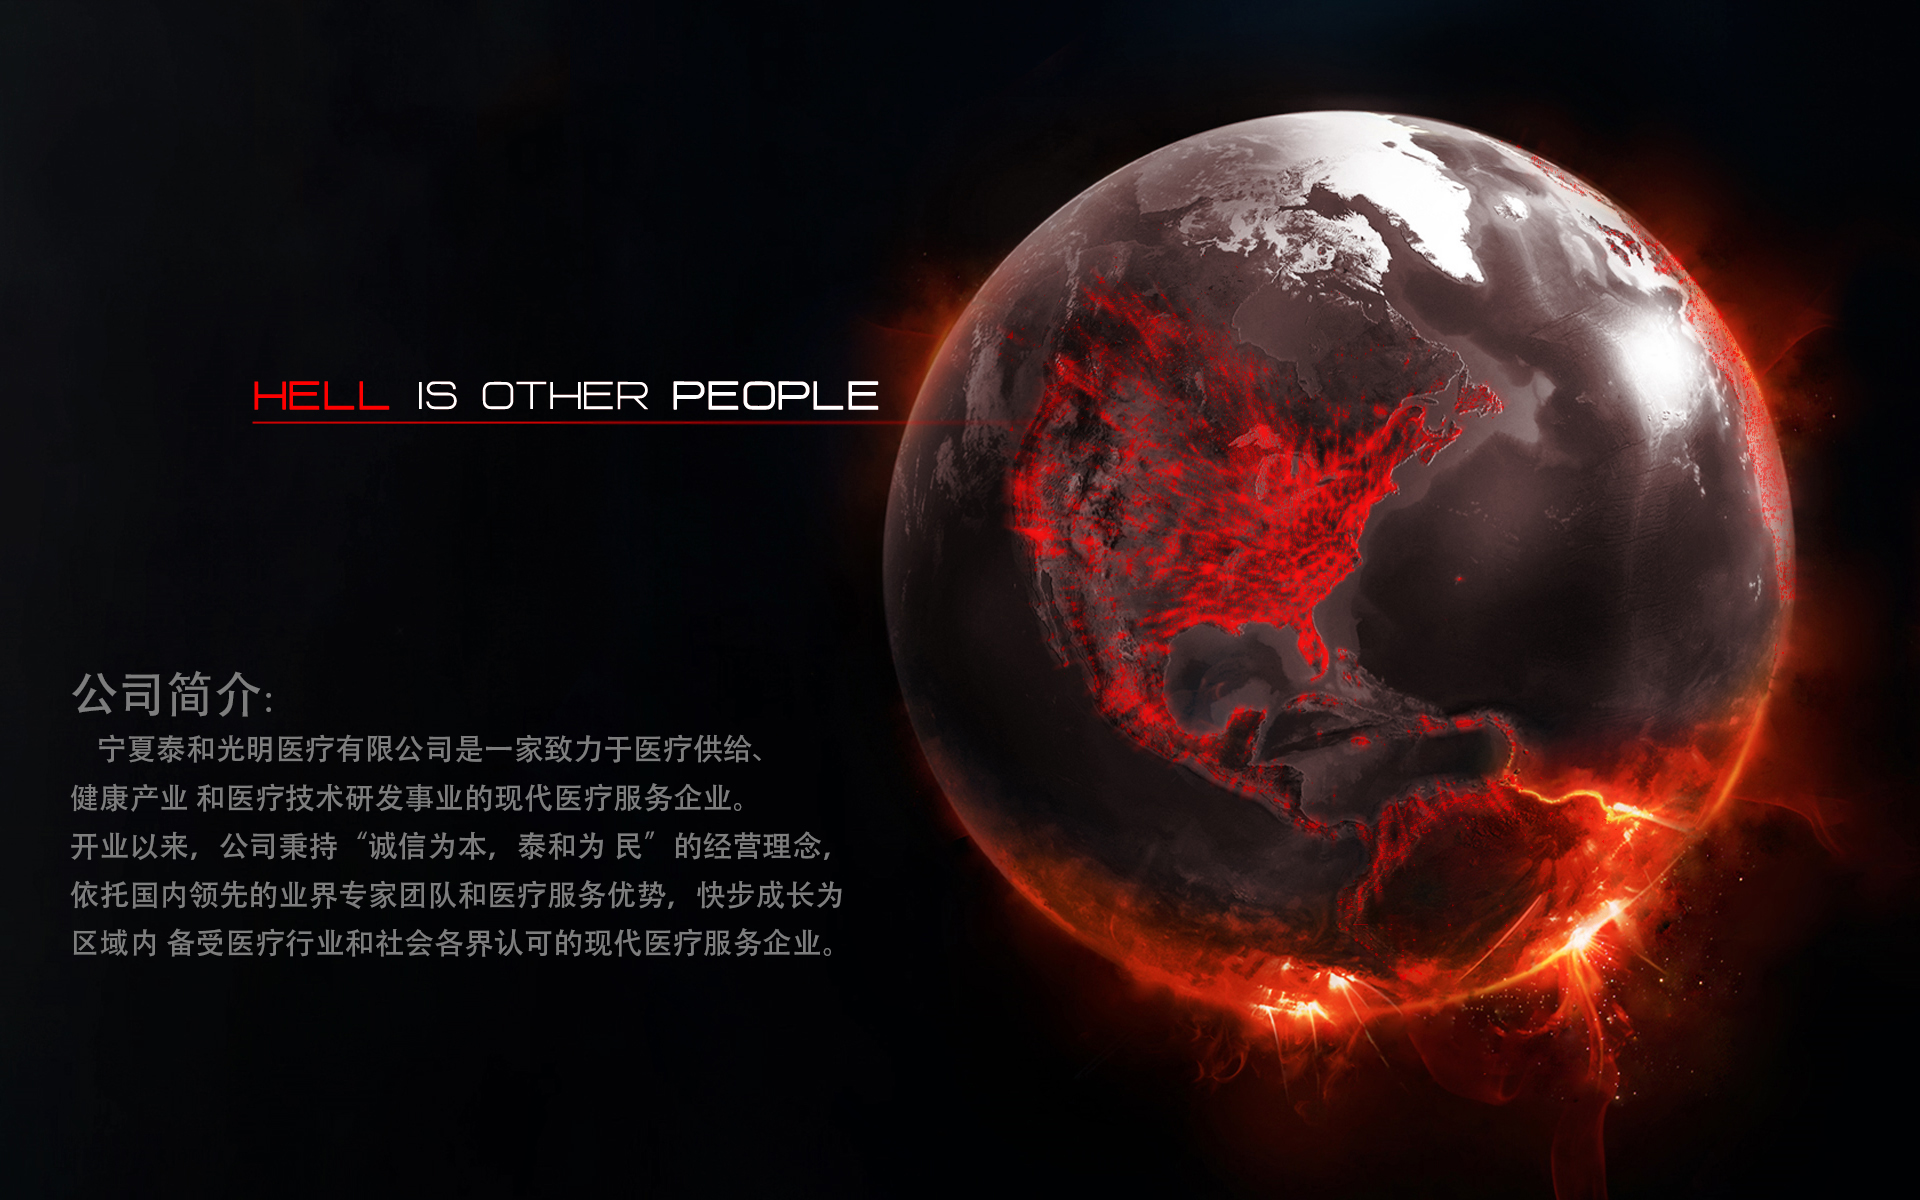 HELL IS OTHER PEOPLE
公司简介:
宁夏泰和光明医疗有限公司是一家致力于医疗供给、
健康产业 和医疗技术研发事业的现代医疗服务企业。
开业以来，公司秉持“诚信为本，泰和为 民”的经营理念，
依托国内领先的业界专家团队和医疗服务优势，快步成长为
区域内 备受医疗行业和社会各界认可的现代医疗服务企业。